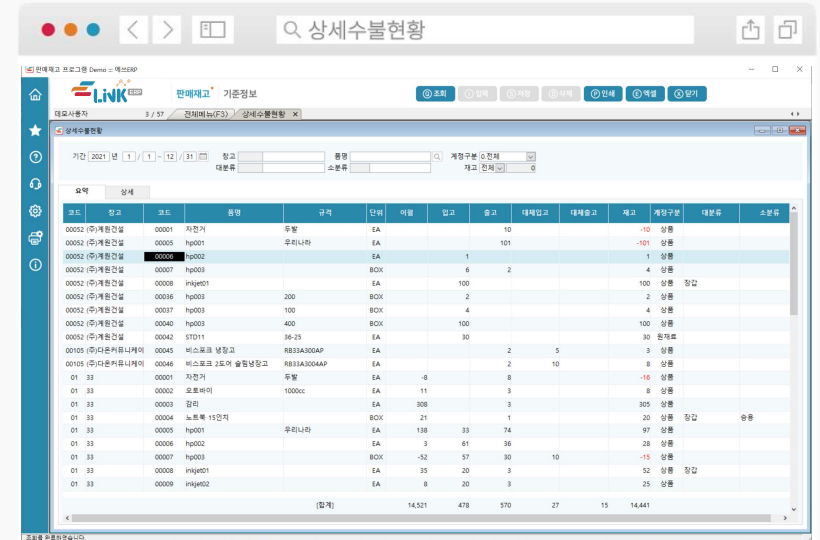 상세수불현황
판매재고 프로그램 Demo :: 에쓰ERP
LiNK ERP 판매재고 기준정보 Q 조회 I 입력 S 저장 D 삭제 P 인쇄 E 엑셀 X 닫기
데모사용자 3 / 57 전체메뉴(F3) 상세수불현황 ×
상세수불현황
기간 2021 년 1 / 1 ~ 12 / 31 창고 품명 계정구분 0.전체
대분류 소분류 재고 전체 0
요약 상세
코드 창고 코드 품명 규격 단위 이월 입고 출고 대체입고 대체출고 재고 계정구분 대분류 소분류
00052 (주)계원건설 00001 자전거 두발 EA 10 -10 상품
00052 (주)계원건설 00005 hp001 우리나라 EA 101 -101 상품
00052 (주)계원건설 00006 hp002 EA 1 1 상품
00052 (주)계원건설 00007 hp003 BOX 6 2 4 상품
00052 (주)계원건설 00008 inkjet01 EA 100 100 상품 장갑
00052 (주)계원건설 00036 hp003 200 BOX 2 2 상품
00052 (주)계원건설 00037 hp003 100 BOX 4 4 상품
00052 (주)계원건설 00040 hp003 400 BOX 100 100 상품
00052 (주)계원건설 00042 STD11 36-25 EA 30 30 원재료
00105 (주)다온커뮤니케이 00045 비스포크 냉장고 RB33A300AP EA 2 5 3 상품
00105 (주)다온커뮤니케이 00046 비스포크 2도어 슬림냉장고 RB33A3004AP EA 2 10 8 상품
01 33 00001 자전거 두발 EA -8 8 -16 상품
01 33 00002 오토바이 1000cc EA 11 3 8 상품
01 33 00003 감리 EA 308 3 305 상품
01 33 00004 노트북 15인치 BOX 21 1 20 상품 장갑 승용
01 33 00005 hp001 우리나라 EA 138 33 74 97 상품
01 33 00006 hp002 EA 3 61 36 28 상품
01 33 00007 hp003 BOX -52 57 30 10 -15 상품
01 33 00008 inkjet01 EA 35 20 3 52 상품 장갑
01 33 00009 inkjet02 EA 8 20 3 25 상품
[합계] 14,521 478 570 27 15 14,441
조회를 완료하였습니다.